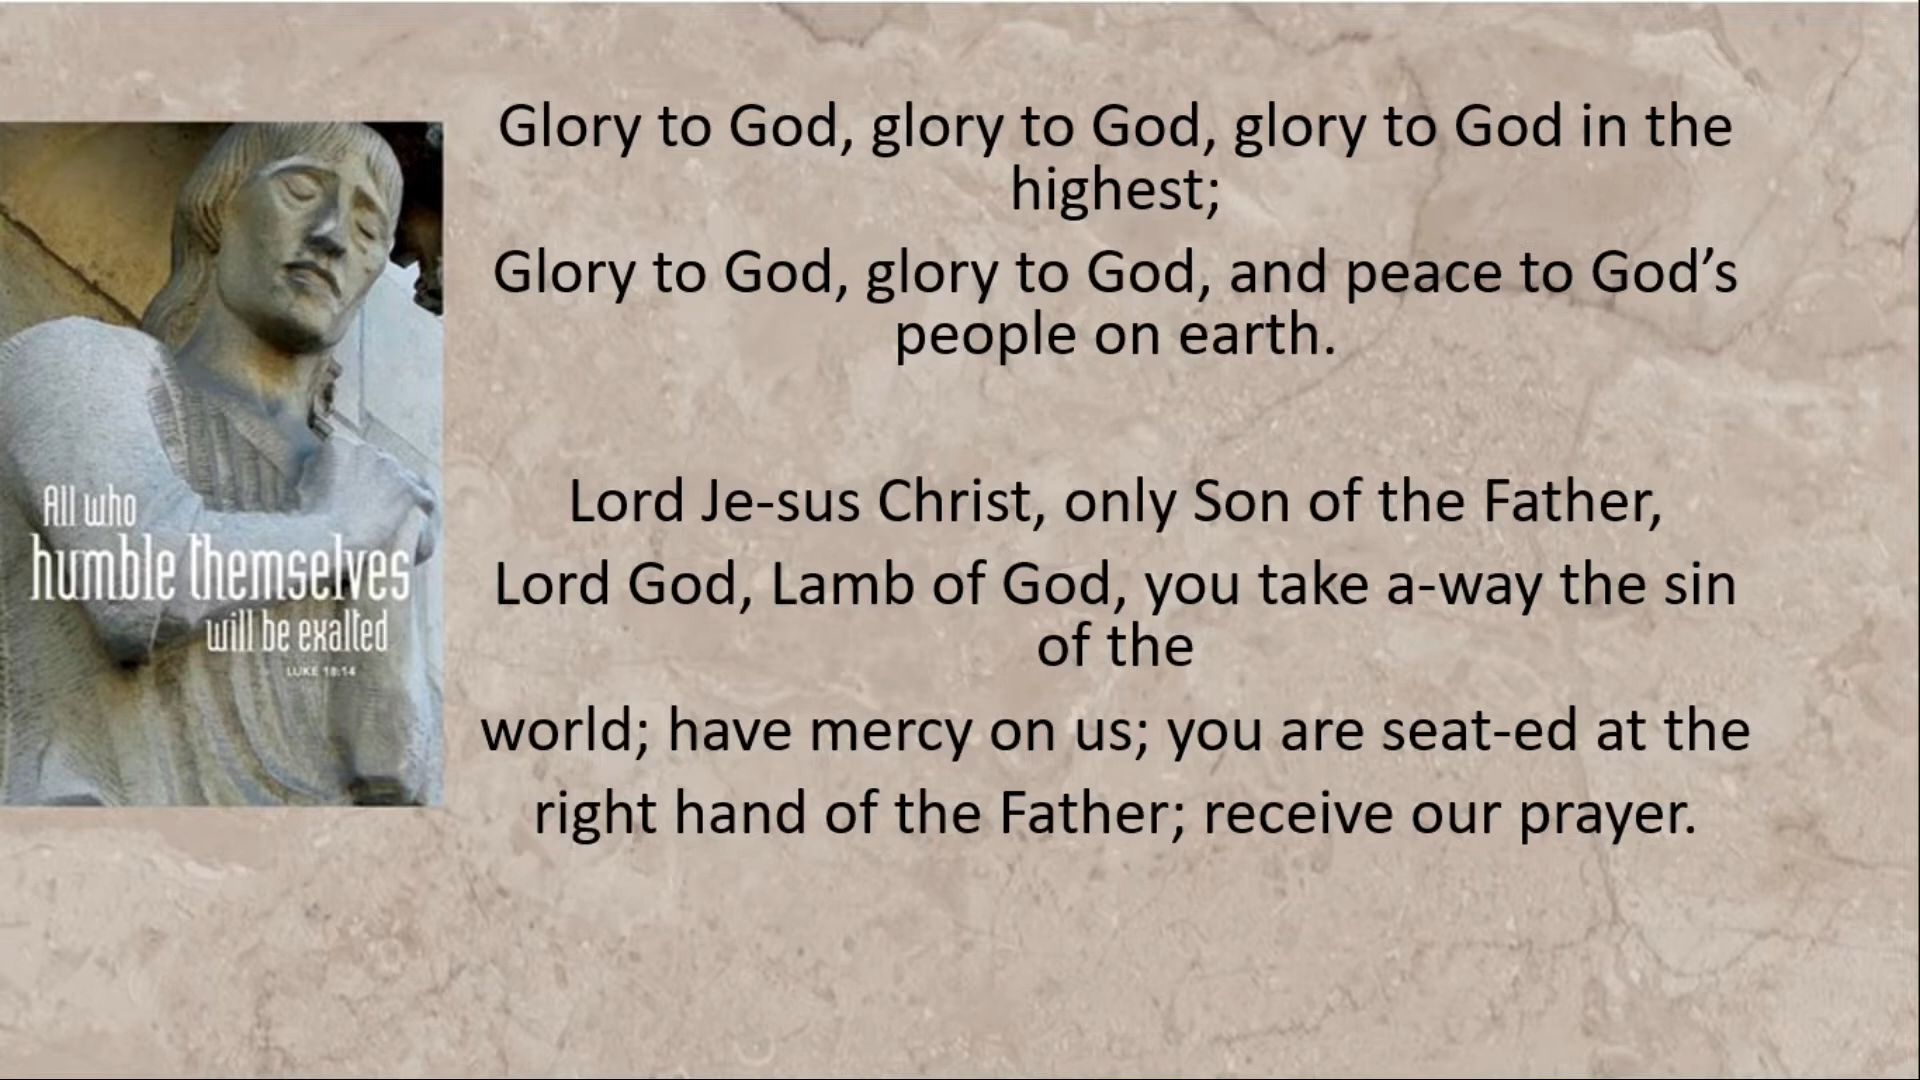 Glory to God, glory to God, glory to God in the
highest;
Glory to God, glory to God, and peace to God’s
people on earth.
Lord Je-sus Christ, only Son of the Father,
Lord God, Lamb of God, you take a-way the sin
of the
world; have mercy on us; you are seat-ed at the
right hand of the Father; receive our prayer.
All who
humble themselves
will be exalted
LUKE 18:14